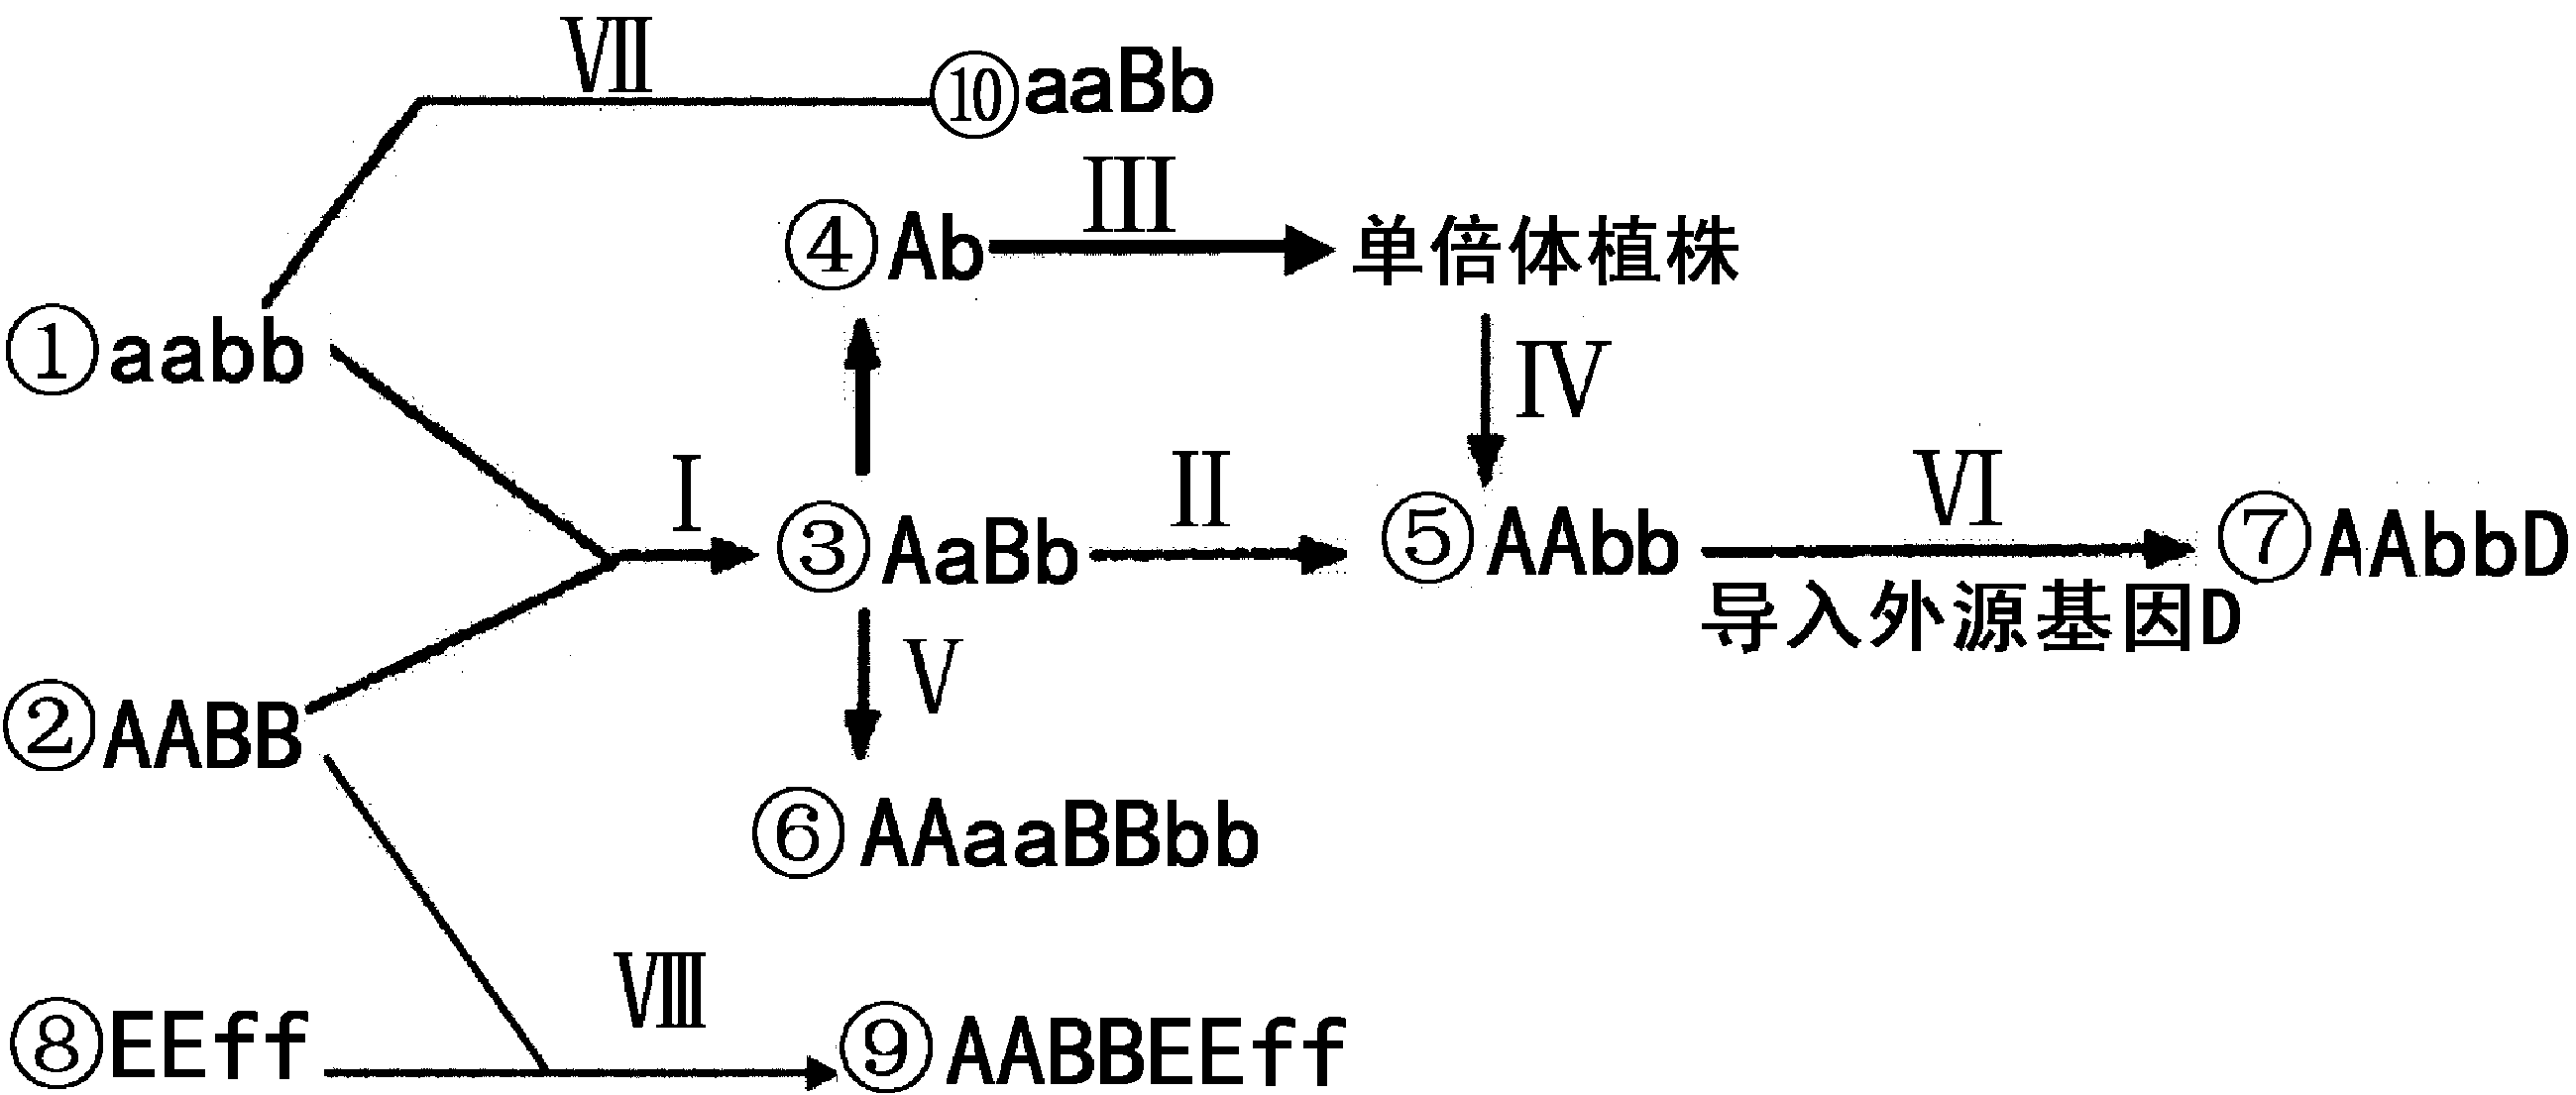 Ⅶ
⑩aaBb
④Ab
Ⅲ
单倍体植株
①aabb
Ⅳ
Ⅰ
③AaBb
Ⅱ
⑤AAbb
Ⅵ
导入外源基因D
⑦AAbbD
②AABB
Ⅴ
⑥AAaaBBbb
⑧EEff
Ⅷ
⑨AABBEEff